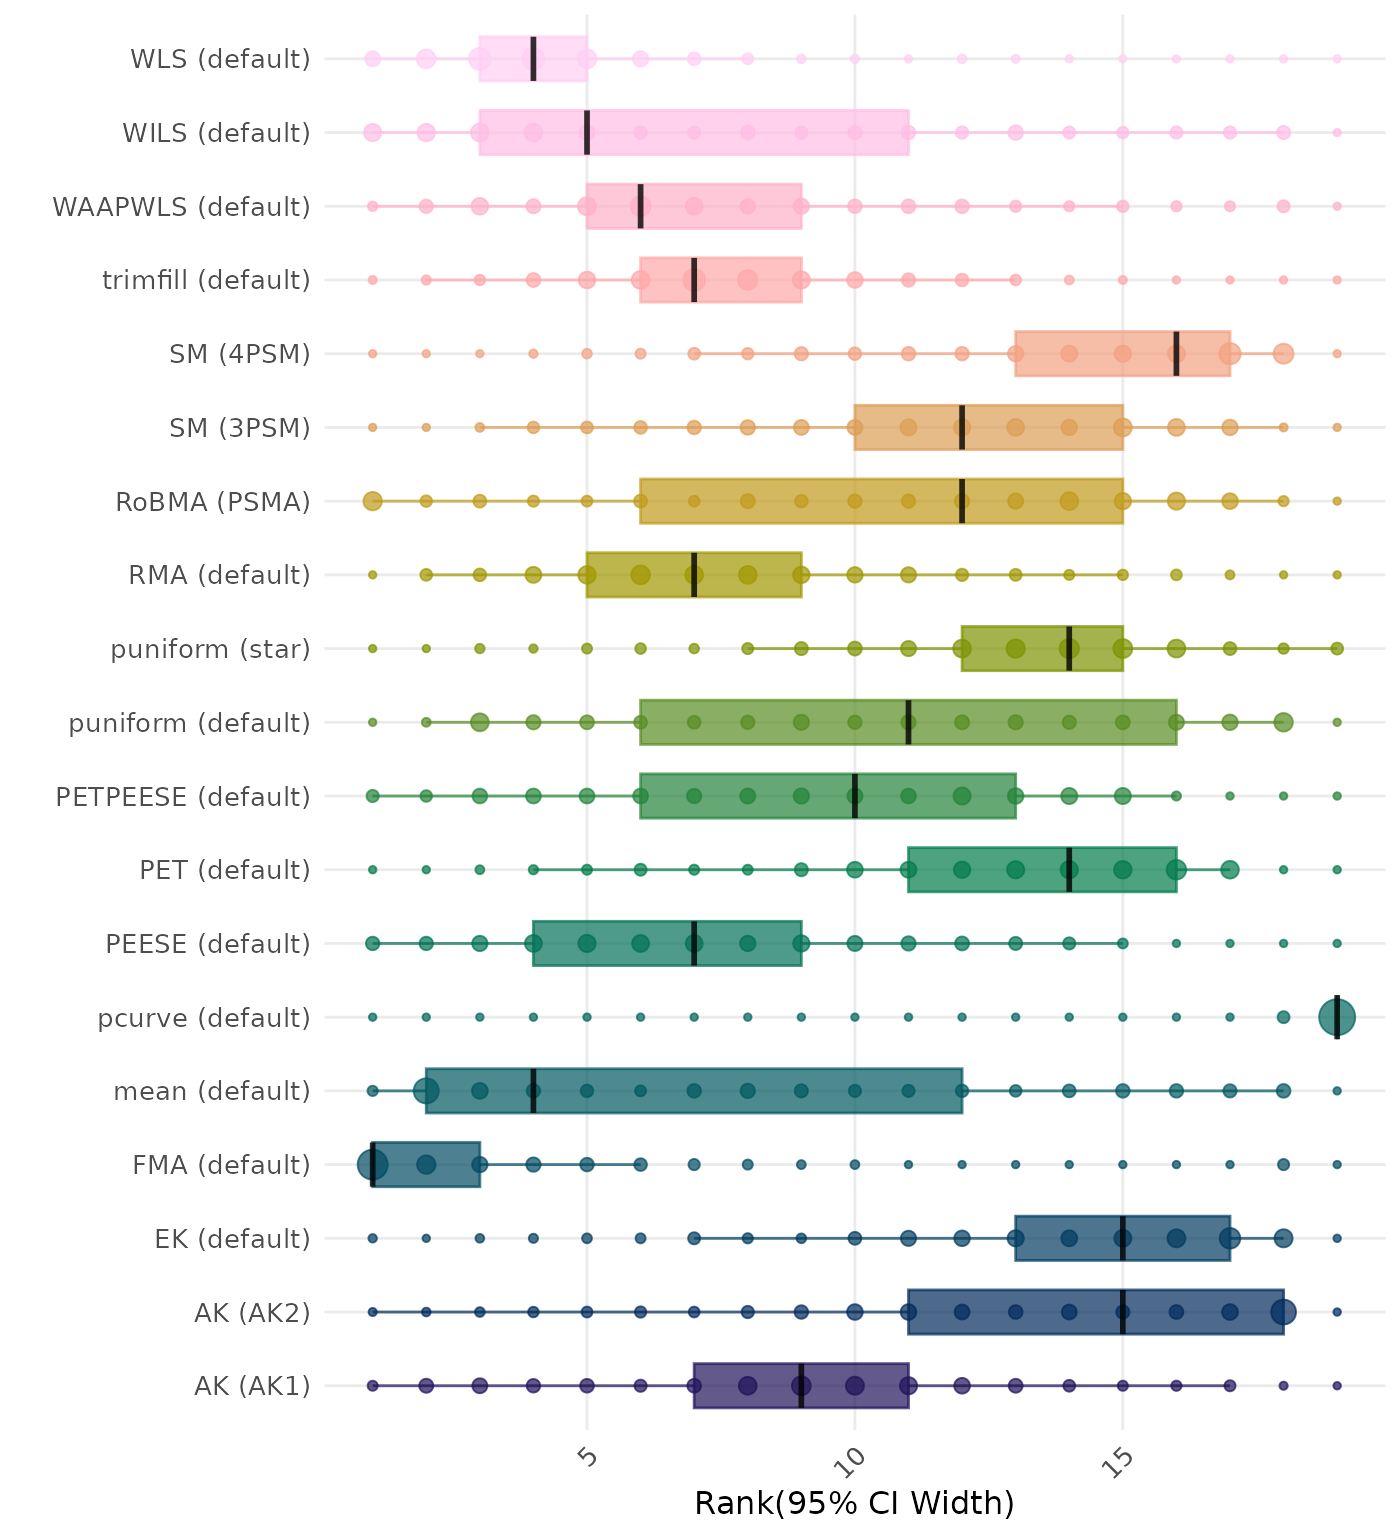 WLS (default)
WILS (default)
WAAPWLS (default)
trimfill (default)
SM (4PSM)
SM (3PSM)
RoBMA (PSMA)
RMA (default)
puniform (star)
puniform (default)
PETPEESE (default)
PET (default)
PEESE (default)
pcurve (default)
mean (default)
FMA (default)
EK (default)
AK (AK2)
AK (AK1)
5
10
15
Rank(95% CI Width)